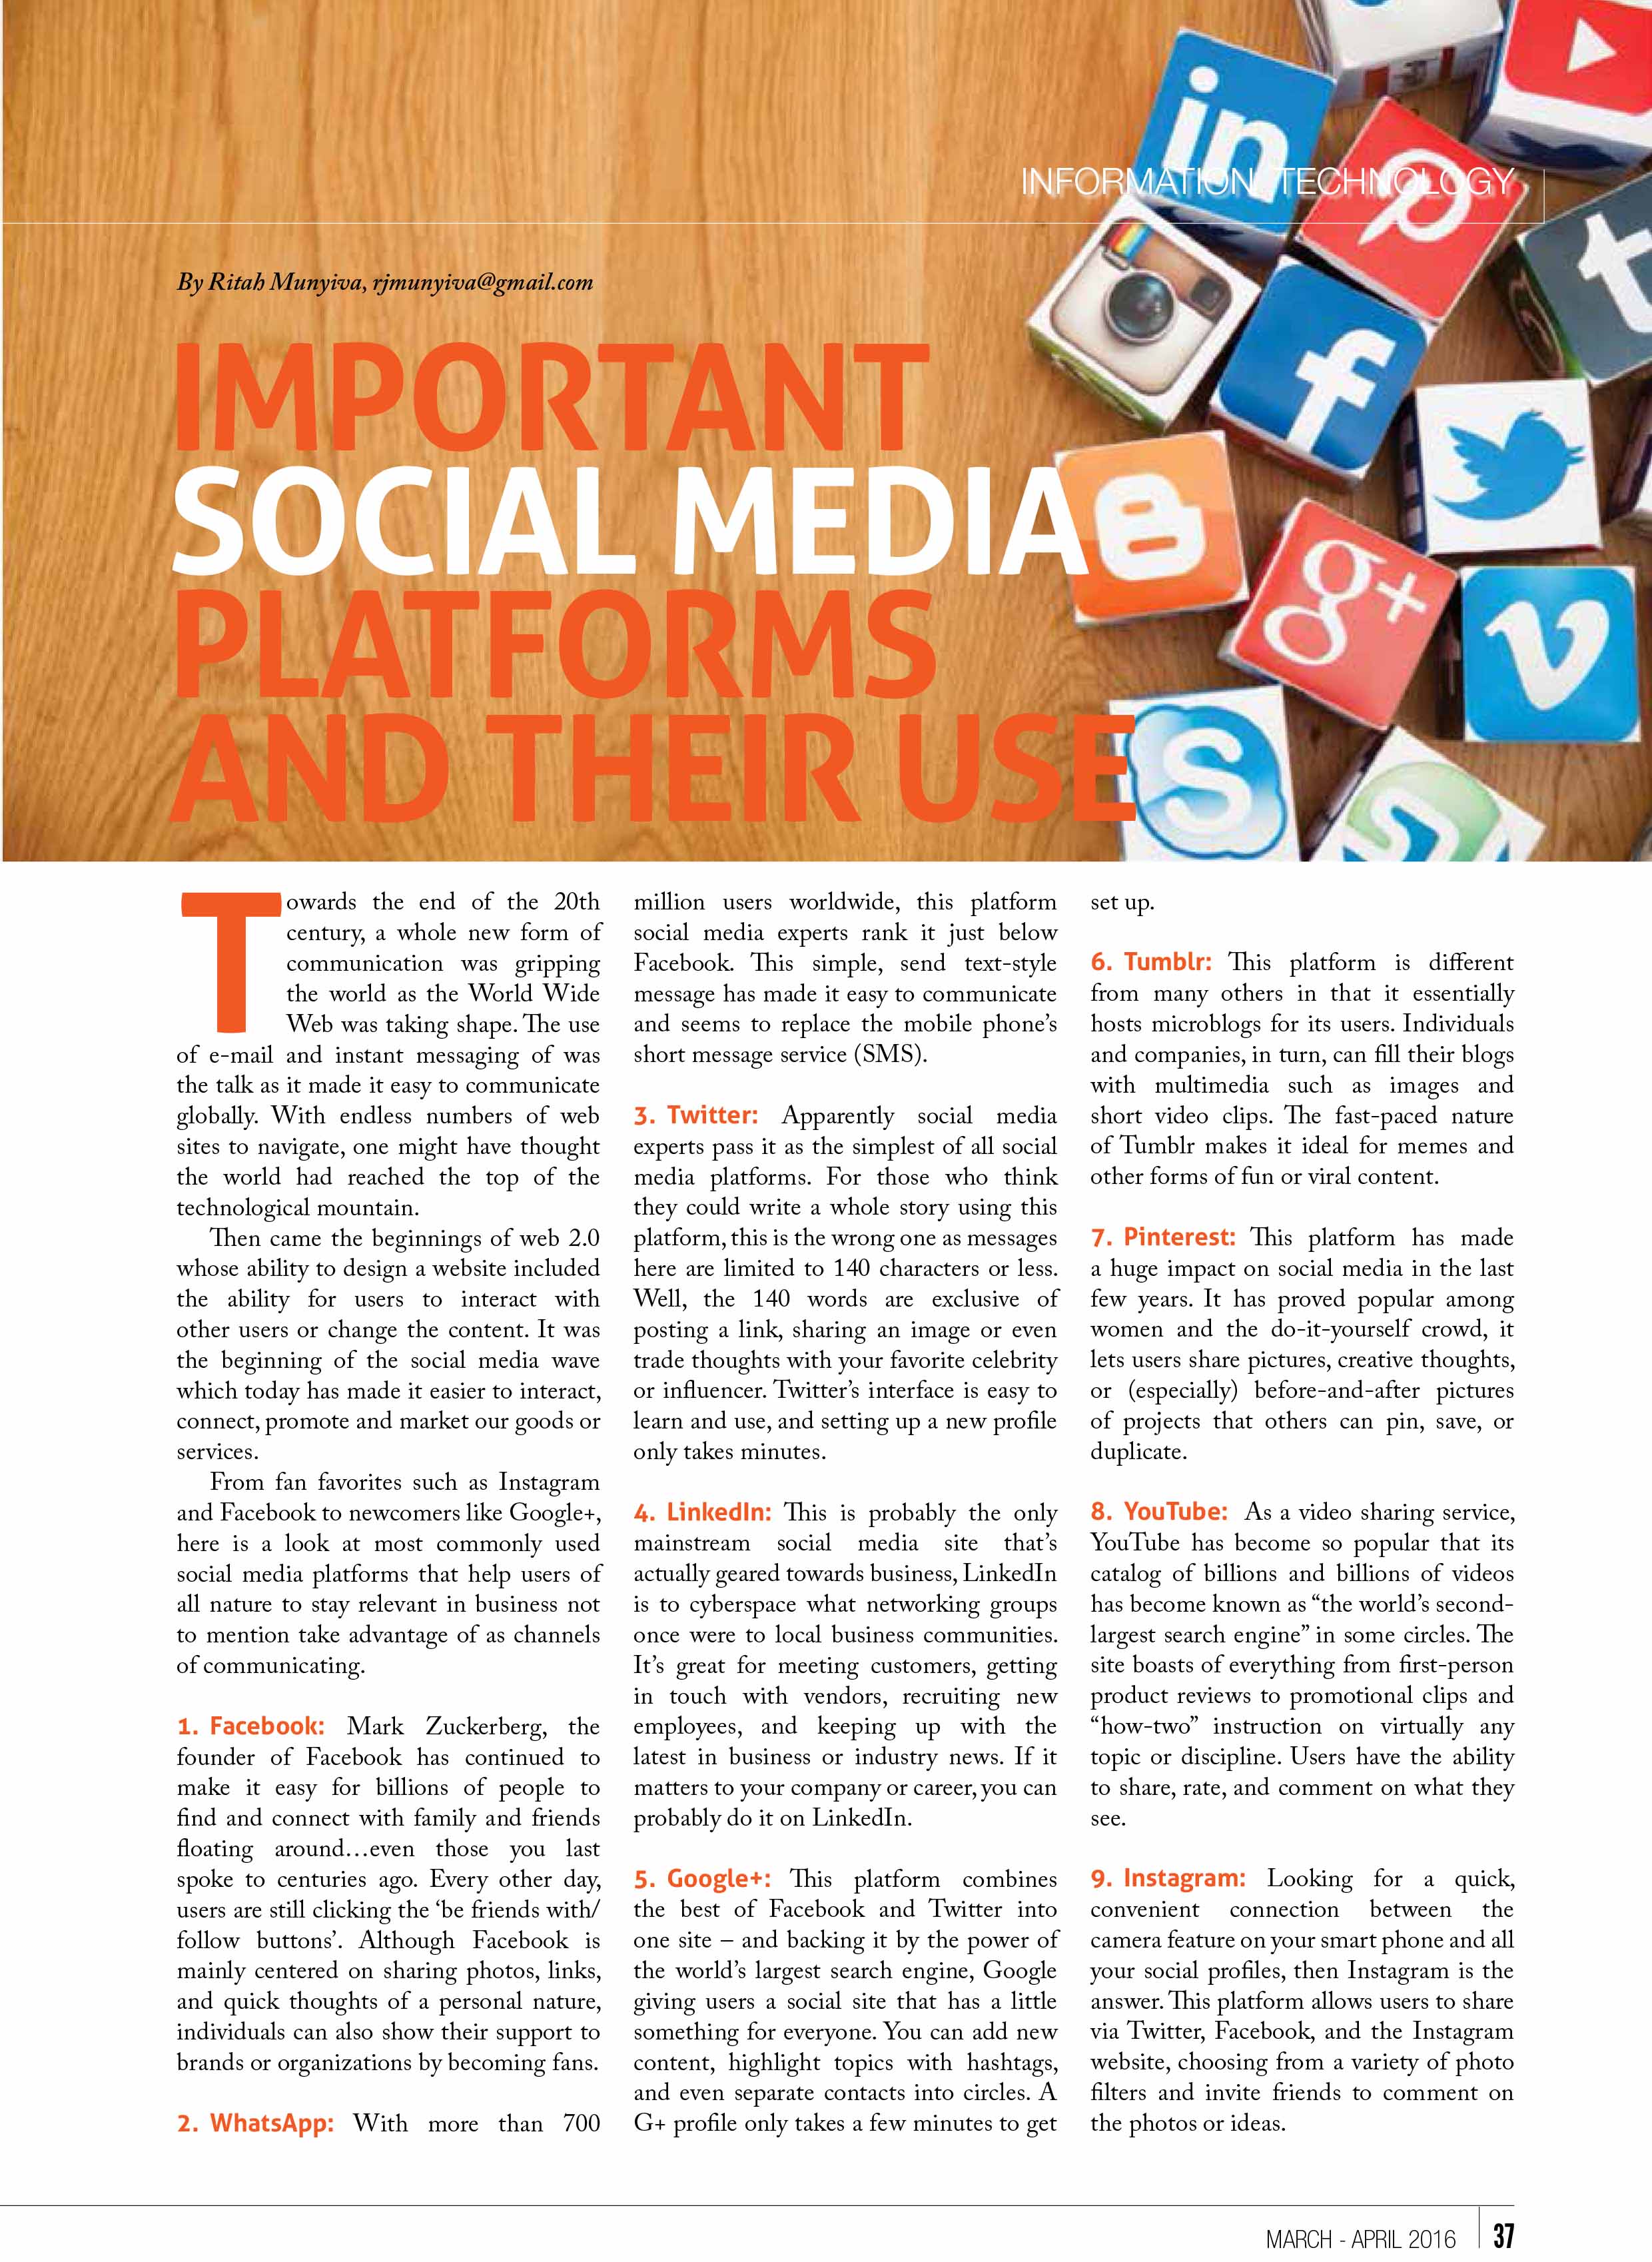 INFORMATION TECHNOLOGY
By Ritah Munyiva, rjmunyiva@gmail.com
IMPORTANT
SOCIAL MEDIA
PLATFORMS
AND THEIR USE
in
f
g+
Towards the end of the 20th
century, a whole new form of
communication was gripping
the world as the World Wide
Web was taking shape. The use
of e-mail and instant messaging of was
the talk as it made it easy to communicate
globally. With endless numbers of web
sites to navigate, one might have thought
the world had reached the top of the
technological mountain.
Then came the beginnings of web 2.0
whose ability to design a website included
the ability for users to interact with
other users or change the content. It was
the beginning of the social media wave
which today has made it easier to interact,
connect, promote and market our goods or
services.
From fan favorites such as Instagram
and Facebook to newcomers like Google+,
here is a look at most commonly used
social media platforms that help users of
all nature to stay relevant in business not
to mention take advantage of as channels
of communicating.
1. Facebook: Mark Zuckerberg, the
founder of Facebook has continued to
make it easy for billions of people to
find and connect with family and friends
floating around…even those you last
spoke to centuries ago. Every other day,
users are still clicking the ‘be friends with/
follow buttons’. Although Facebook is
mainly centered on sharing photos, links,
and quick thoughts of a personal nature,
individuals can also show their support to
brands or organizations by becoming fans.
2. WhatsApp: With more than 700
million users worldwide, this platform
social media experts rank it just below
Facebook. This simple, send text-style
message has made it easy to communicate
and seems to replace the mobile phone’s
short message service (SMS).
3. Twitter: Apparently social media
experts pass it as the simplest of all social
media platforms. For those who think
they could write a whole story using this
platform, this is the wrong one as messages
here are limited to 140 characters or less.
Well, the 140 words are exclusive of
posting a link, sharing an image or even
trade thoughts with your favorite celebrity
or influencer. Twitter’s interface is easy to
learn and use, and setting up a new profile
only takes minutes.
4. LinkedIn: This is probably the only
mainstream social media site that’s
actually geared towards business, LinkedIn
is to cyberspace what networking groups
once were to local business communities.
It’s great for meeting customers, getting
in touch with vendors, recruiting new
employees, and keeping up with the
latest in business or industry news. If it
matters to your company or career, you can
probably do it on LinkedIn.
5. Google+: This platform combines
the best of Facebook and Twitter into
one site – and backing it by the power of
the world’s largest search engine, Google
giving users a social site that has a little
something for everyone. You can add new
content, highlight topics with hashtags,
and even separate contacts into circles. A
G+ profile only takes a few minutes to get
set up.
6. Tumblr: This platform is different
from many others in that it essentially
hosts microblogs for its users. Individuals
and companies, in turn, can fill their blogs
with multimedia such as images and
short video clips. The fast-paced nature
of Tumblr makes it ideal for memes and
other forms of fun or viral content.
7. Pinterest: This platform has made
a huge impact on social media in the last
few years. It has proved popular among
women and the do-it-yourself crowd, it
lets users share pictures, creative thoughts,
or (especially) before-and-after pictures
of projects that others can pin, save, or
duplicate.
8. YouTube: As a video sharing service,
YouTube has become so popular that its
catalog of billions and billions of videos
has become known as “the world’s second-
largest search engine” in some circles. The
site boasts of everything from first-person
product reviews to promotional clips and
“how-two” instruction on virtually any
topic or discipline. Users have the ability
to share, rate, and comment on what they
see.
9. Instagram: Looking for a quick,
convenient connection between the
camera feature on your smart phone and all
your social profiles, then Instagram is the
answer. This platform allows users to share
via Twitter, Facebook, and the Instagram
website, choosing from a variety of photo
filters and invite friends to comment on
the photos or ideas.
MARCH - APRIL 2016 37